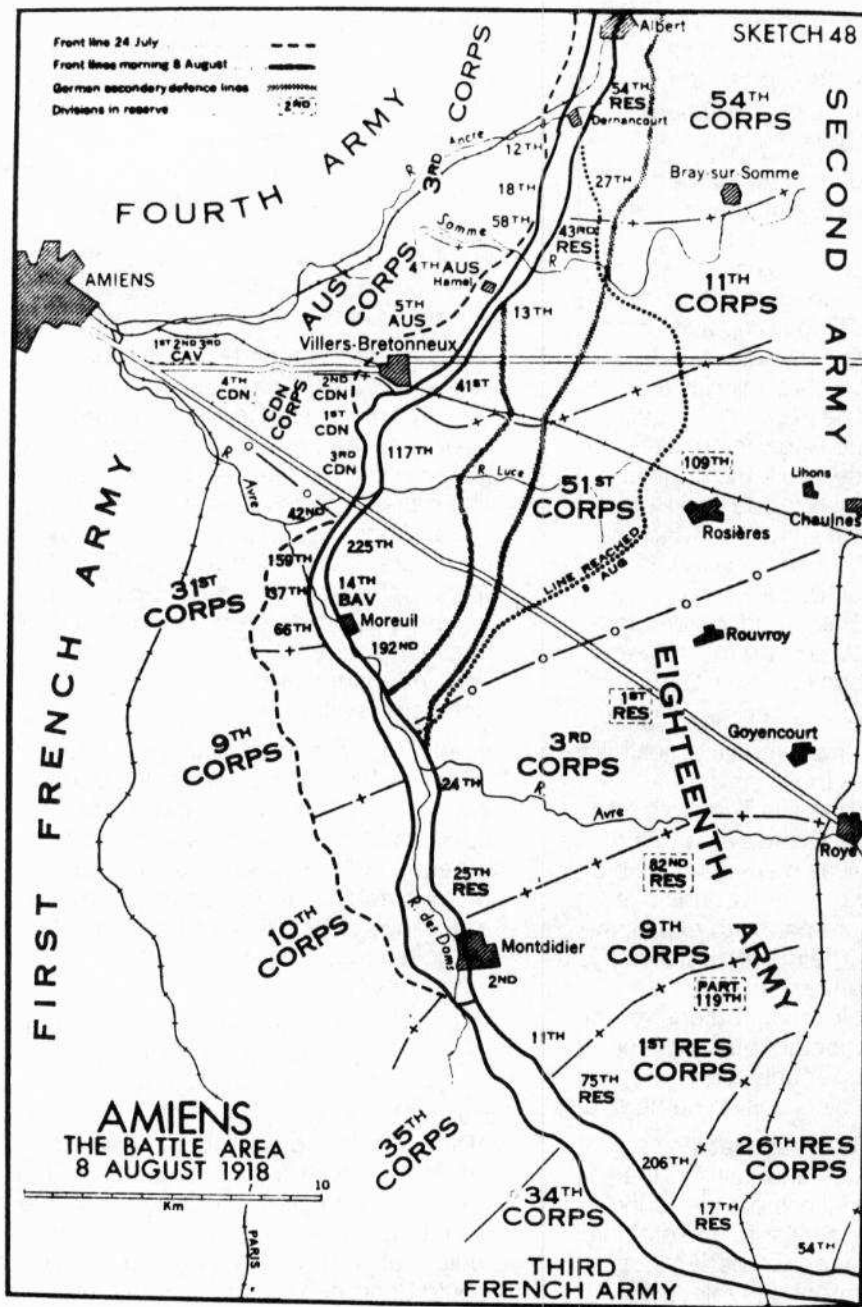 SKETCH 48
Front line 24 July
Front lines morning 8 August
German secondary defence lines
Divisions in reserve
2ND
Albert
FOURTH ARMY
3RD CORPS
R Ancre
12TH
54TH
RES
Dernancourt
54TH
CORPS
SECOND ARMY
18TH
27TH
Bray-sur-Somme
58TH
Somme R
43RD
RES
AMIENS
AUST
CORPS
4TH AUS
Hamel
11TH
CORPS
5TH
AUS
13TH
1ST 2ND 3RD
CAV
Villers-Bretonneux
4TH
CDN
CDN
CORPS
2ND
CDN
41ST
1ST
CDN
3RD
CDN
117TH
R. Luce
51ST
CORPS
109TH
Lihons
Chaulnes
Rosières
R
Avre
42ND
225TH
159TH
FIRST FRENCH ARMY
31ST
CORPS
37TH
14TH
BAV
Moreuil
LINE REACHED
8 AUG
66TH
192ND
Rouvroy
EIGHTEENTH ARMY
1ST
RES
9TH
CORPS
3RD
CORPS
Goyencourt
24TH
R.
Avre
Roye
25TH
RES
82ND
RES
10TH
CORPS
R. des Doms
Montdidier
2ND
9TH
CORPS
PART
119TH
11TH
1ST RES
CORPS
75TH
RES
AMIENS
THE BATTLE AREA
8 AUGUST 1918
10
Km
PARIS
35TH
CORPS
206TH
26TH RES
CORPS
34TH
CORPS
17TH
RES
54TH
THIRD
FRENCH ARMY